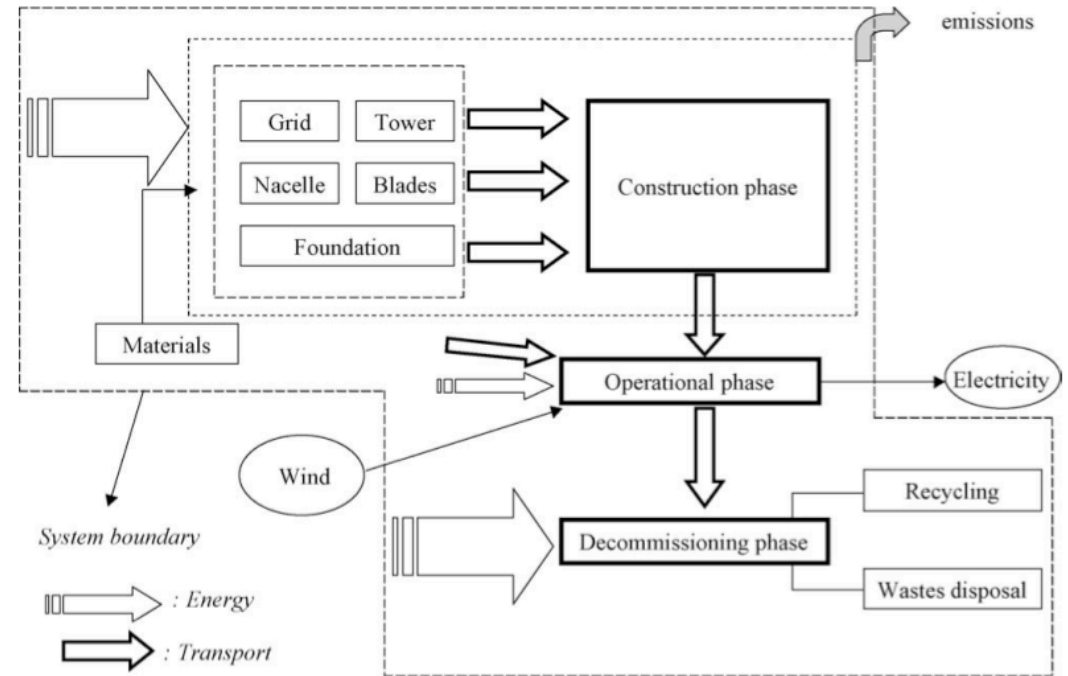 emissions
Grid
Tower
Nacelle
Blades
Foundation
Construction phase
Materials
Operational phase
Electricity
Wind
Recycling
System boundary
Decommissioning phase
Wastes disposal
: Energy
: Transport